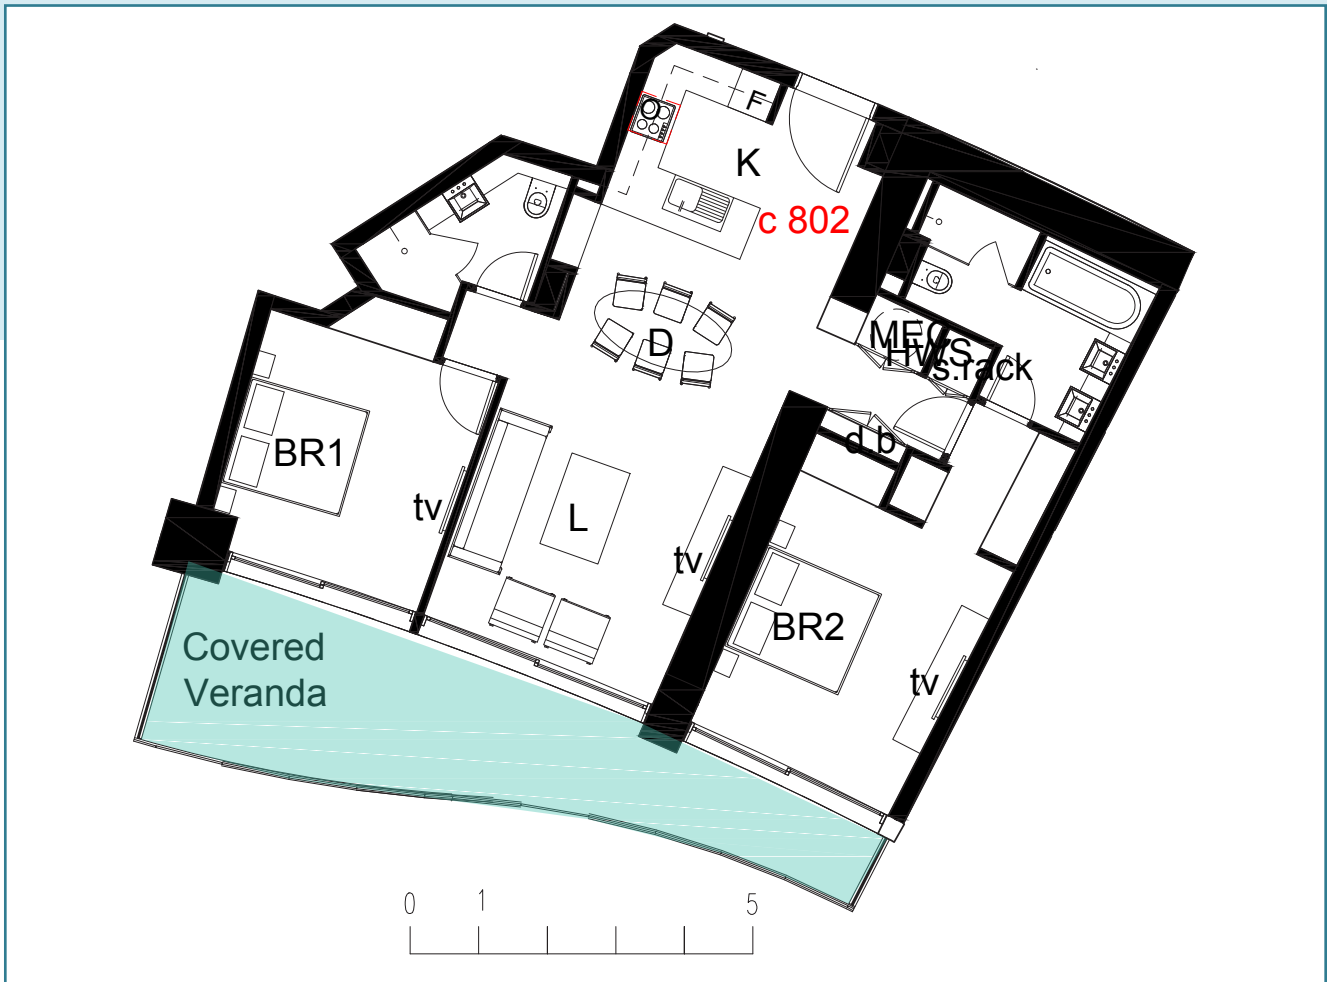 F
K
c 802
D
MEC
HWS
s.rack
d.b
BR1
tv
L
tv
BR2
tv
Covered
Veranda
0 1 5